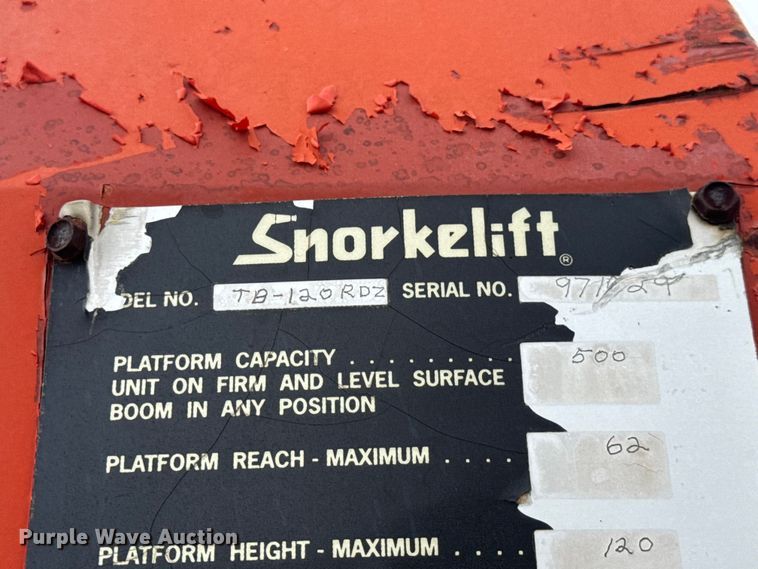 Snorkelift®
DEL NO. TB-120RDZ SERIAL NO.
PLATFORM CAPACITY . . . . . . . . . 500
UNIT ON FIRM AND LEVEL SURFACE
BOOM IN ANY POSITION
PLATFORM REACH - MAXIMUM . . . . 62
PLATFORM HEIGHT - MAXIMUM . . . . 120
Purple Wave Auction